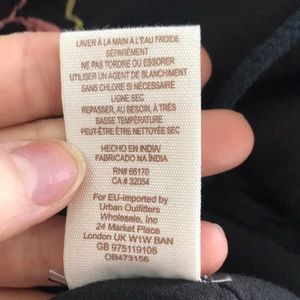 LAVER À LA MAIN À L'EAU FROIDE
SÉPARÉMENT
NE PAS TORDRE OU ESSORER
UTILISER UN AGENT DE BLANCHIMENT
SANS CHLORE SI NÉCESSAIRE
LIGNE SEC
REPASSER, AU BESOIN, À TRÈS
BASSE TEMPÉRATURE
PEUT-ÊTRE ÊTRE NETTOYÉE SEC
HECHO EN INDIA/
FABRICADO NA ÍNDIA
RN# 66170
CA # 32054
For EU-imported by
Urban Outfitters
Wholesale, Inc
24 Market Place
London UK W1W BAN
GB 975119105
OB473156